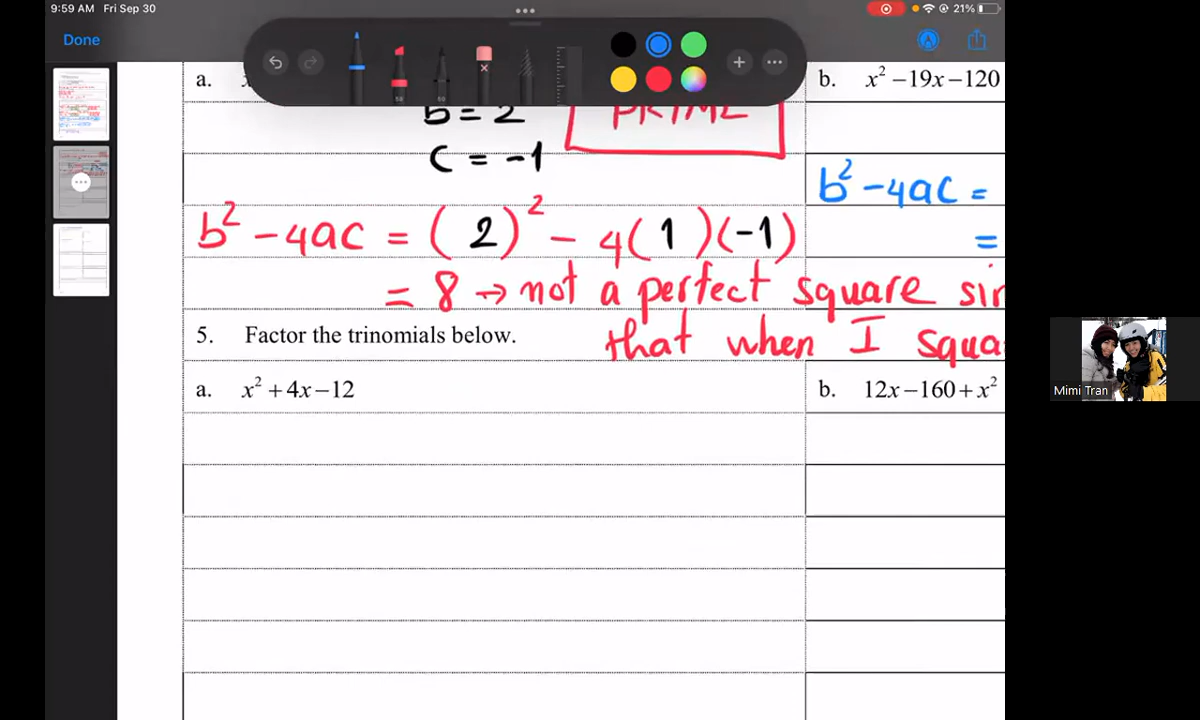 9:59 AM Fri Sep 30
21%
Done
a.
b. x² −19x−120
b = 2
PRIME
c = -1
b² -4ac =
b² - 4ac = ( 2 )² - 4( 1 )(-1)
=
= 8 → not a perfect square sin
5. Factor the trinomials below.
that when I squa
a. x² + 4x − 12
b. 12x −160 + x²
Mimi Tran